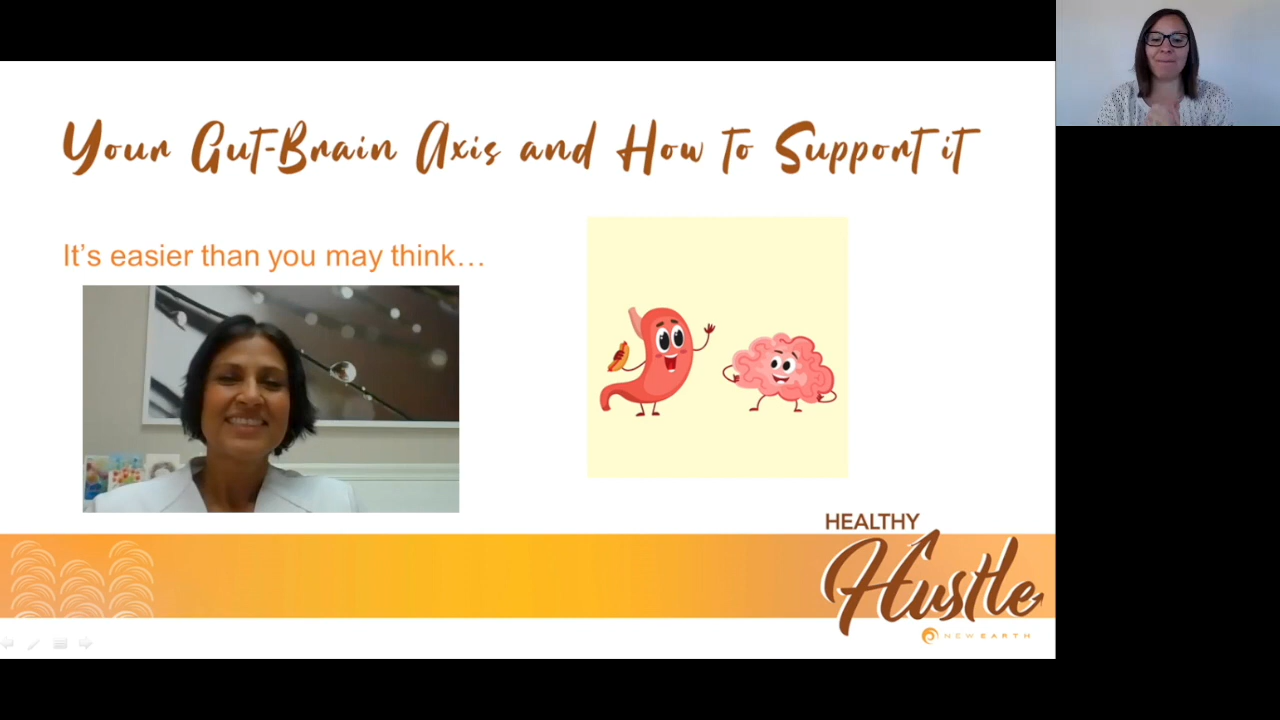 Your Gut-Brain Axis and How to Support it
It's easier than you may think…
HEALTHY
Hustle
NEW EARTH